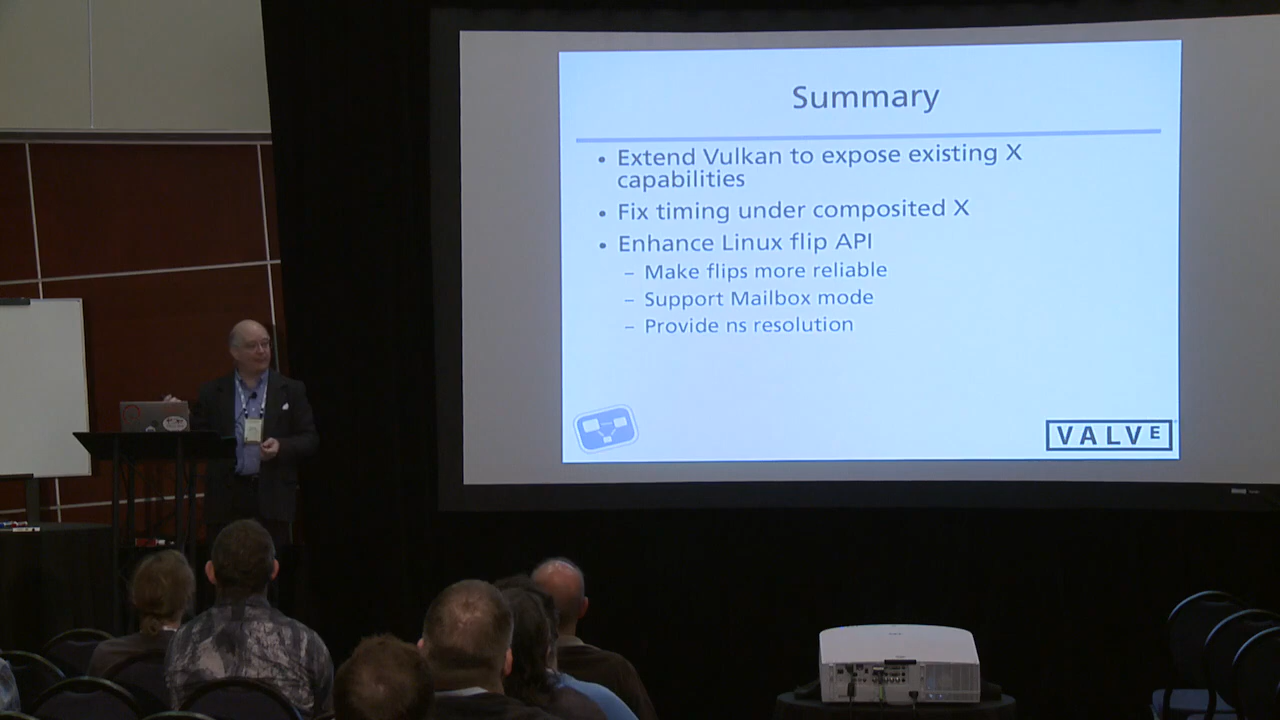 Summary
• Extend Vulkan to expose existing X
capabilities
• Fix timing under composited X
• Enhance Linux flip API
– Make flips more reliable
– Support Mailbox mode
– Provide ns resolution
VALVE